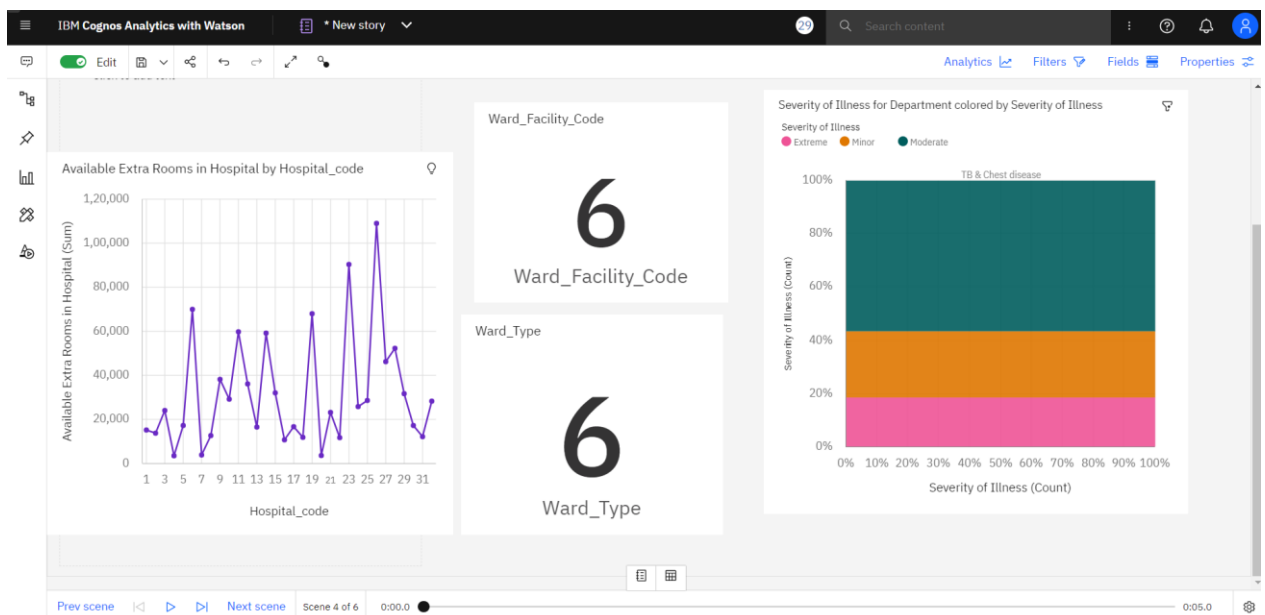 IBM Cognos Analytics with Watson
* New story
29
Search content
Edit
Analytics
Filters
Fields
Properties
Available Extra Rooms in Hospital by Hospital_code
Available Extra Rooms in Hospital (Sum)
1,20,000
1,00,000
80,000
60,000
40,000
20,000
0
1 3 5 7 9 11 13 15 17 19 21 23 25 27 29 31
Hospital_code
Ward_Facility_Code
6
Ward_Facility_Code
Ward_Type
6
Ward_Type
Severity of Illness for Department colored by Severity of Illness
Severity of Illness
Extreme Minor Moderate
TB & Chest disease
Severity of Illness (Count)
100%
80%
60%
40%
20%
0%
0% 10% 20% 30% 40% 50% 60% 70% 80% 90% 100%
Severity of Illness (Count)
Prev scene
Next scene
Scene 4 of 6
0:00.0
0:05.0